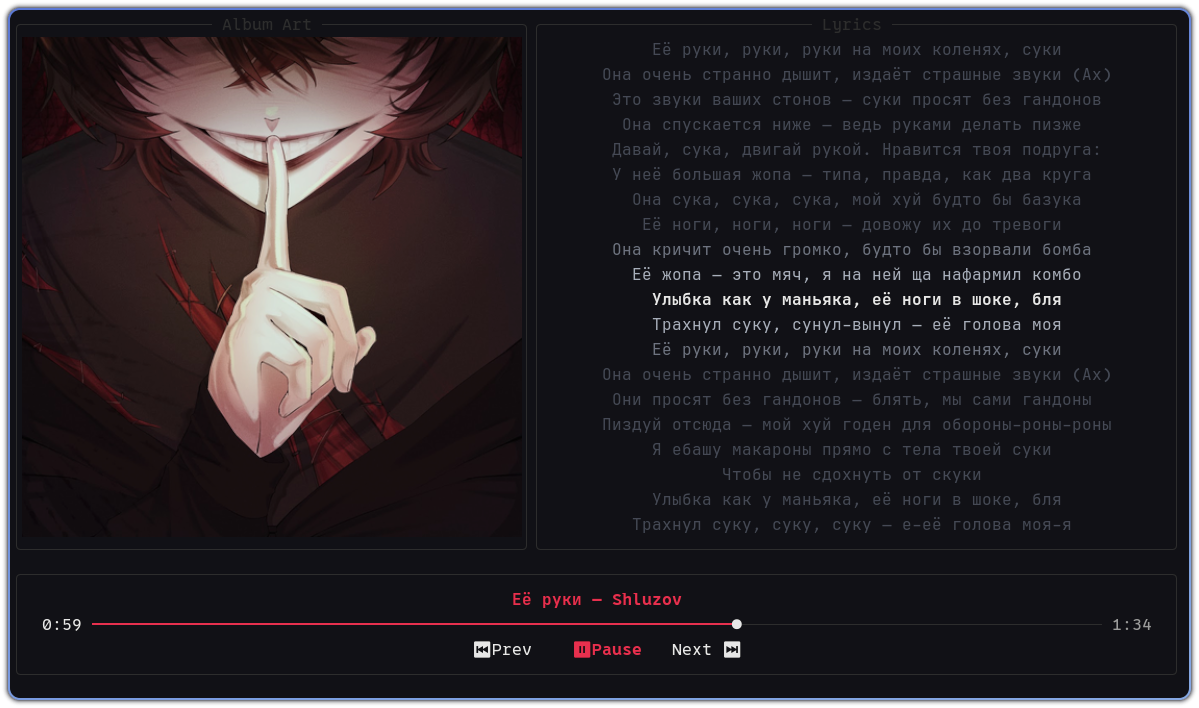 Album Art
Lyrics
Её руки, руки, руки на моих коленях, суки
Она очень странно дышит, издаёт страшные звуки (Ах)
Это звуки ваших стонов — суки просят без гандонов
Она спускается ниже — ведь руками делать пизже
Давай, сука, двигай рукой. Нравится твоя подруга:
У неё большая жопа — типа, правда, как два круга
Она сука, сука, сука, мой хуй будто бы базука
Её ноги, ноги, ноги — довожу их до тревоги
Она кричит очень громко, будто бы взорвали бомба
Её жопа — это мяч, я на ней ща нафармил комбо
Улыбка как у маньяка, её ноги в шоке, бля
Трахнул суку, сунул-вынул — её голова моя
Её руки, руки, руки на моих коленях, суки
Она очень странно дышит, издаёт страшные звуки (Ах)
Они просят без гандонов — блять, мы сами гандоны
Пиздуй отсюда — мой хуй годен для обороны-роны-роны
Я ебашу макароны прямо с тела твоей суки
Чтобы не сдохнуть от скуки
Улыбка как у маньяка, её ноги в шоке, бля
Трахнул суку, суку, суку — е-её голова моя-я
Её руки — Shluzov
0:59 1:34
⏮Prev ⏸Pause Next ⏭